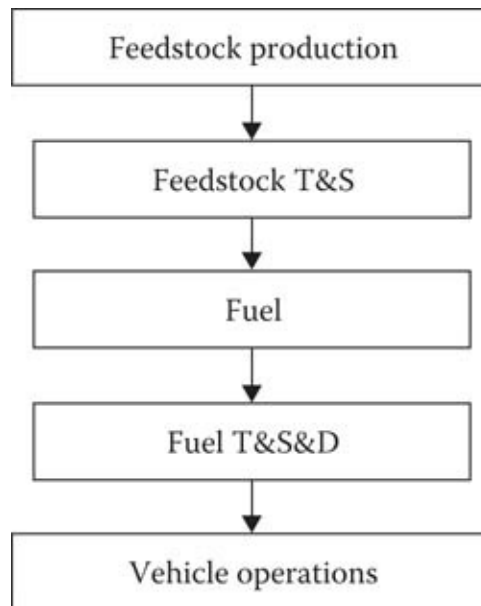 Feedstock production
Feedstock T&S
Fuel
Fuel T&S&D
Vehicle operations